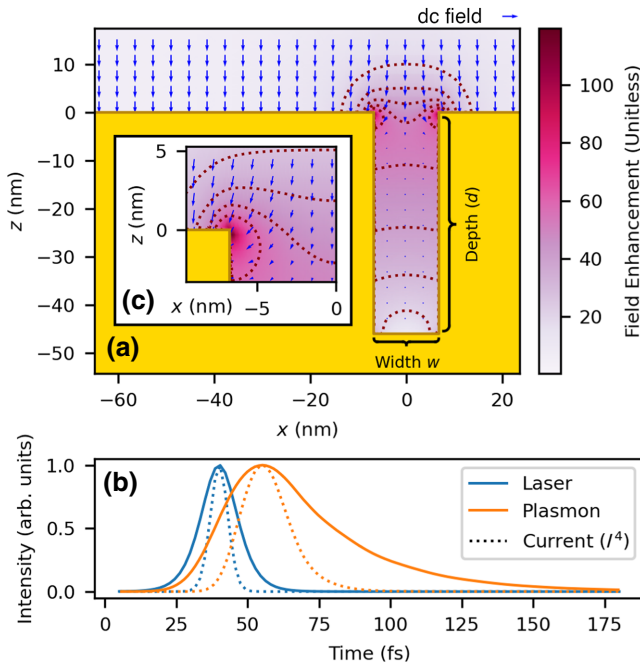 dc field
10
0
−10
−20
−30
−40
−50
z (nm)
5
0
z (nm)
(c)
x (nm)
−5
0
(a)
Depth (d)
Width w
−60
−40
−20
0
20
x (nm)
100
80
60
40
20
Field Enhancement (Unitless)
(b)
Intensity (arb. units)
1.0
0.5
0.0
Laser
Plasmon
Current (I⁴)
0
25
50
75
100
125
150
175
Time (fs)